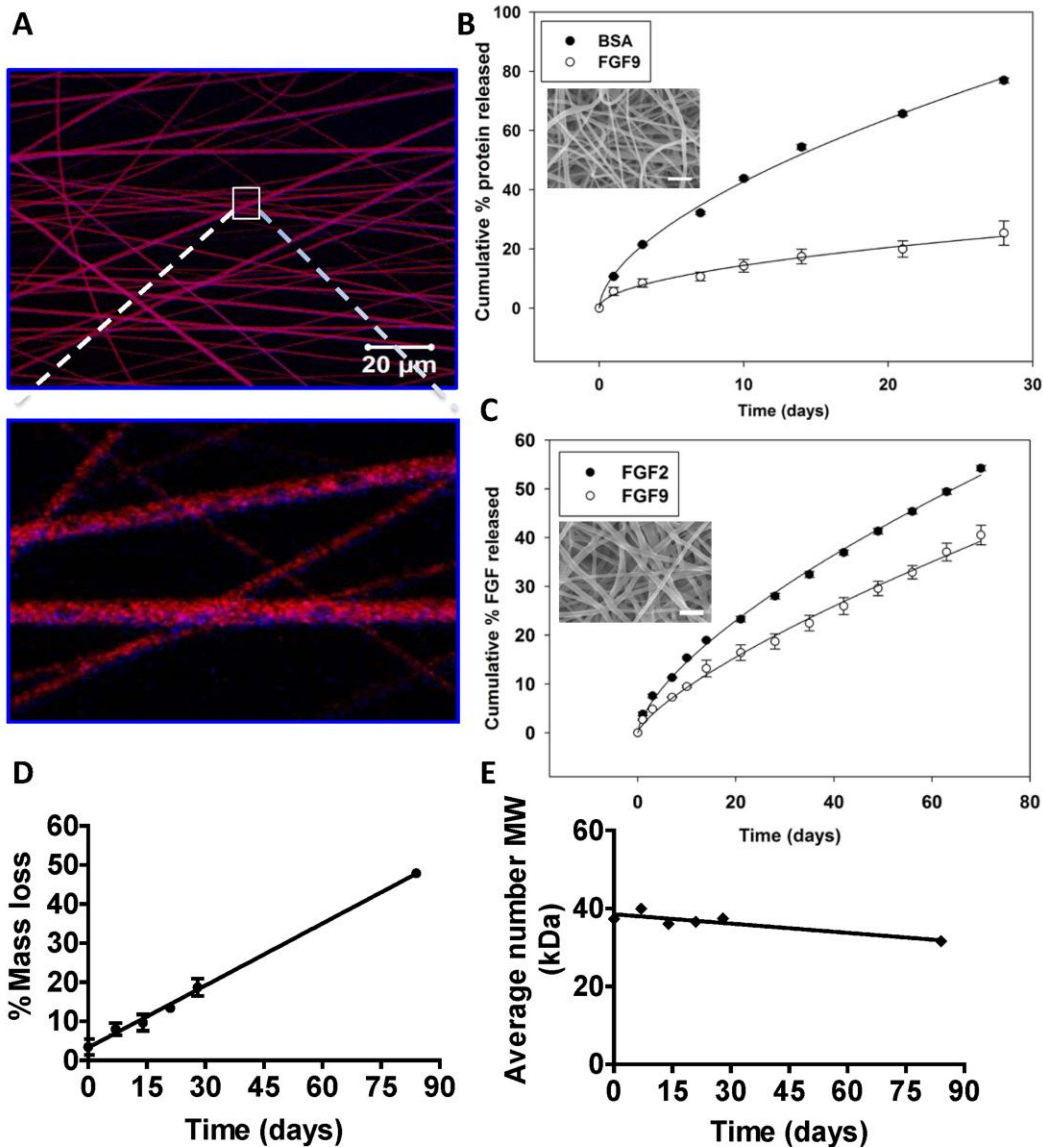 A
20 μm
B
BSA
FGF9
Cumulative % protein released
100
80
60
40
20
0
0
10
20
30
Time (days)
C
FGF2
FGF9
Cumulative % FGF released
60
50
40
30
20
10
0
0
20
40
60
80
Time (days)
D
% Mass loss
60
50
40
30
20
10
0
0
15
30
45
60
75
90
Time (days)
E
Average number MW
(kDa)
60
40
20
0
0
15
30
45
60
75
90
Time (days)